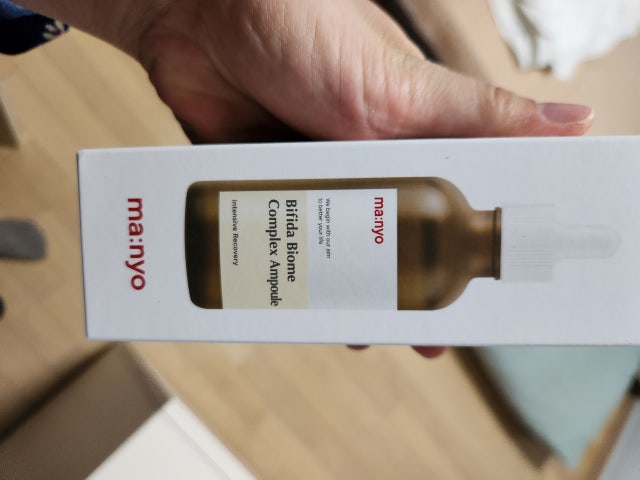 ma:nyo
We begin with our aim
to better your life
Bifida Biome
Complex Ampoule
Intensive Recovery
ma:nyo